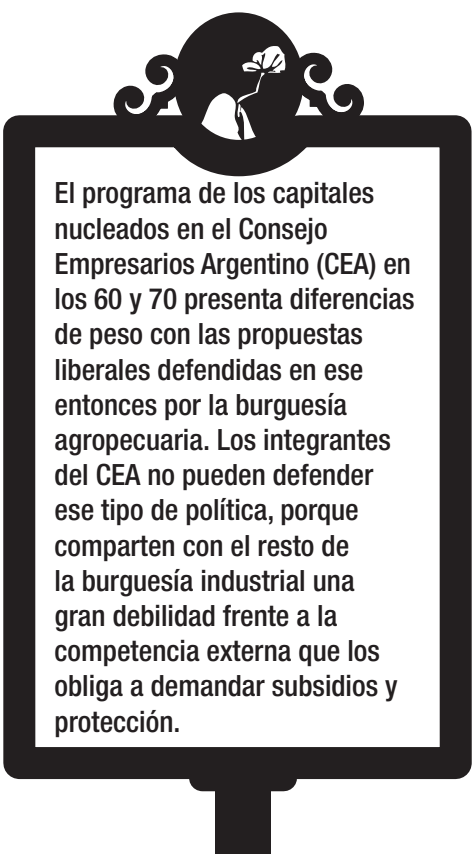 El programa de los capitales
nucleados en el Consejo
Empresarios Argentino (CEA) en
los 60 y 70 presenta diferencias
de peso con las propuestas
liberales defendidas en ese
entonces por la burguesía
agropecuaria. Los integrantes
del CEA no pueden defender
ese tipo de política, porque
comparten con el resto de
la burguesía industrial una
gran debilidad frente a la
competencia externa que los
obliga a demandar subsidios y
protección.